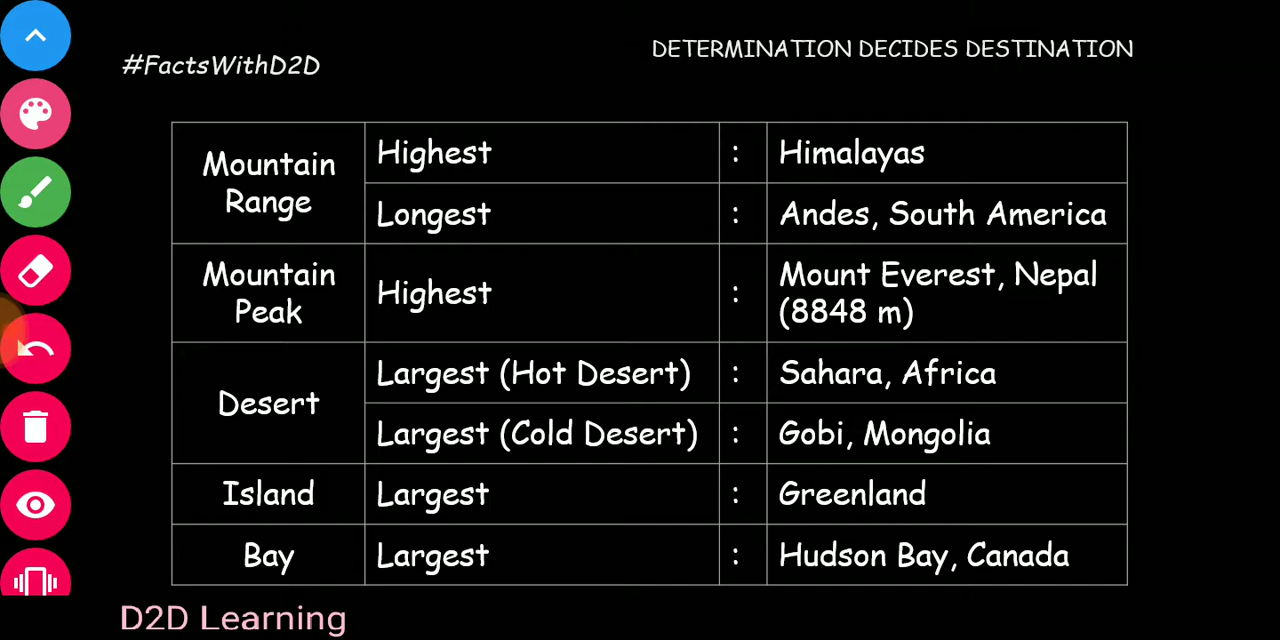 #FactsWithD2D
DETERMINATION DECIDES DESTINATION
Mountain
Range
Highest : Himalayas
Longest : Andes, South America
Mountain
Peak
Highest : Mount Everest, Nepal
(8848 m)
Desert
Largest (Hot Desert) : Sahara, Africa
Largest (Cold Desert) : Gobi, Mongolia
Island Largest : Greenland
Bay Largest : Hudson Bay, Canada
D2D Learning